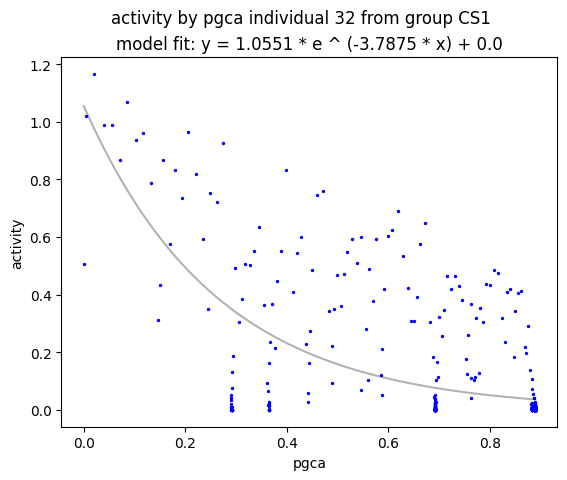 activity by pgca individual 32 from group CS1
model fit: y = 1.0551 * e ^ (-3.7875 * x) + 0.0
1.2
1.0
0.8
0.6
0.4
0.2
0.0
activity
0.0 0.2 0.4 0.6 0.8
pgca